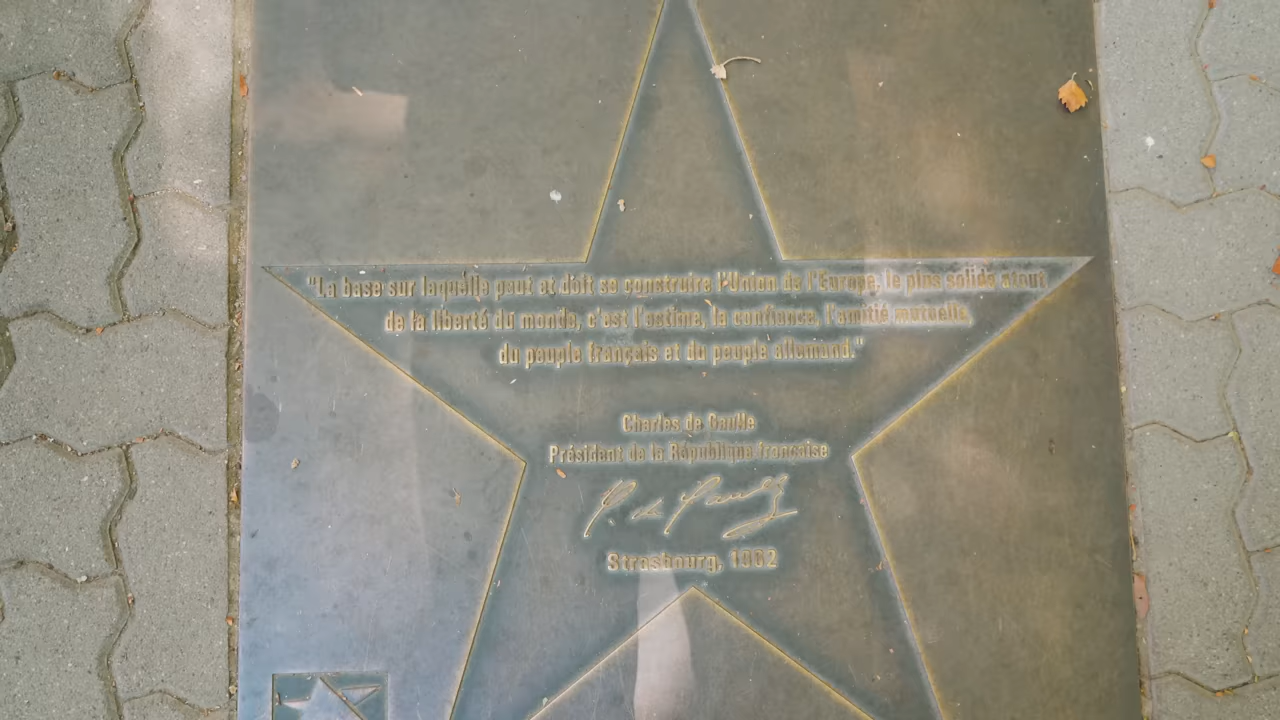 "La base sur laquelle peut et doit se construire l'Union de l'Europe, le plus solide atout
de la liberté du monde, c'est l'estime, la confiance, l'amitié mutuelle
du peuple français et du peuple allemand."
Charles de Gaulle
Président de la République française
C. de Gaulle
Strasbourg, 1962